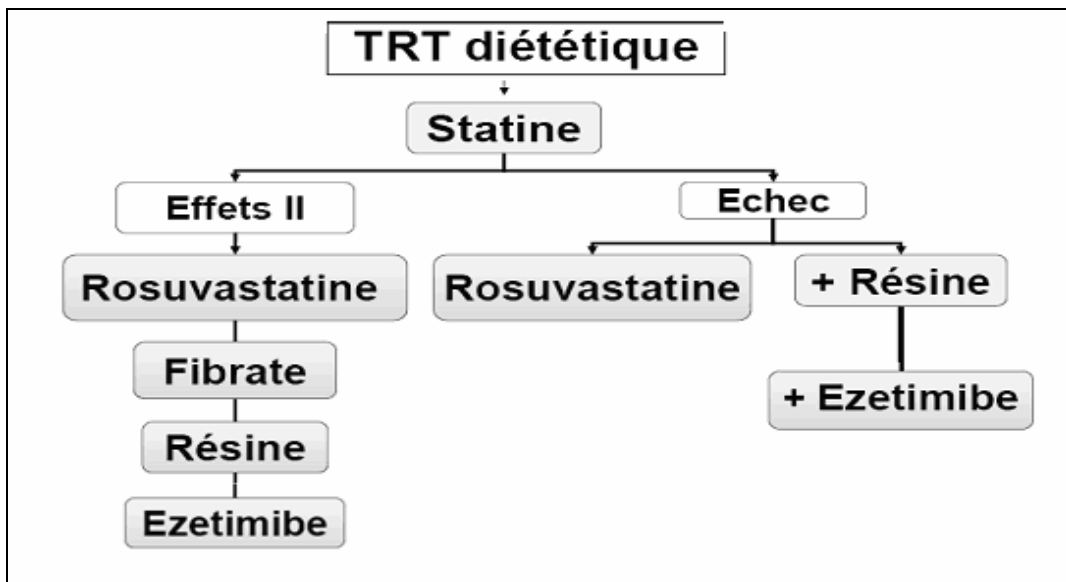 TRT diététique
Statine
Effets II
Echec
Rosuvastatine
Rosuvastatine
+ Résine
Fibrate
+ Ezetimibe
Résine
Ezetimibe